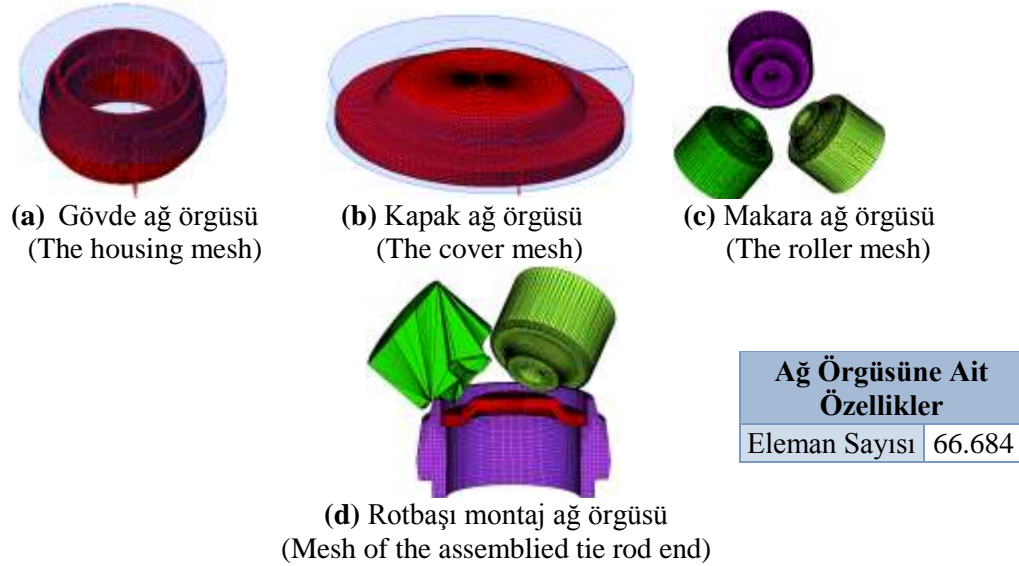 (a) Gövde ağ örgüsü
(The housing mesh)
(b) Kapak ağ örgüsü
(The cover mesh)
(c) Makara ağ örgüsü
(The roller mesh)
Ağ Örgüsüne Ait
Özellikler
Eleman Sayısı 66.684
(d) Rotbaşı montaj ağ örgüsü
(Mesh of the assemblied tie rod end)